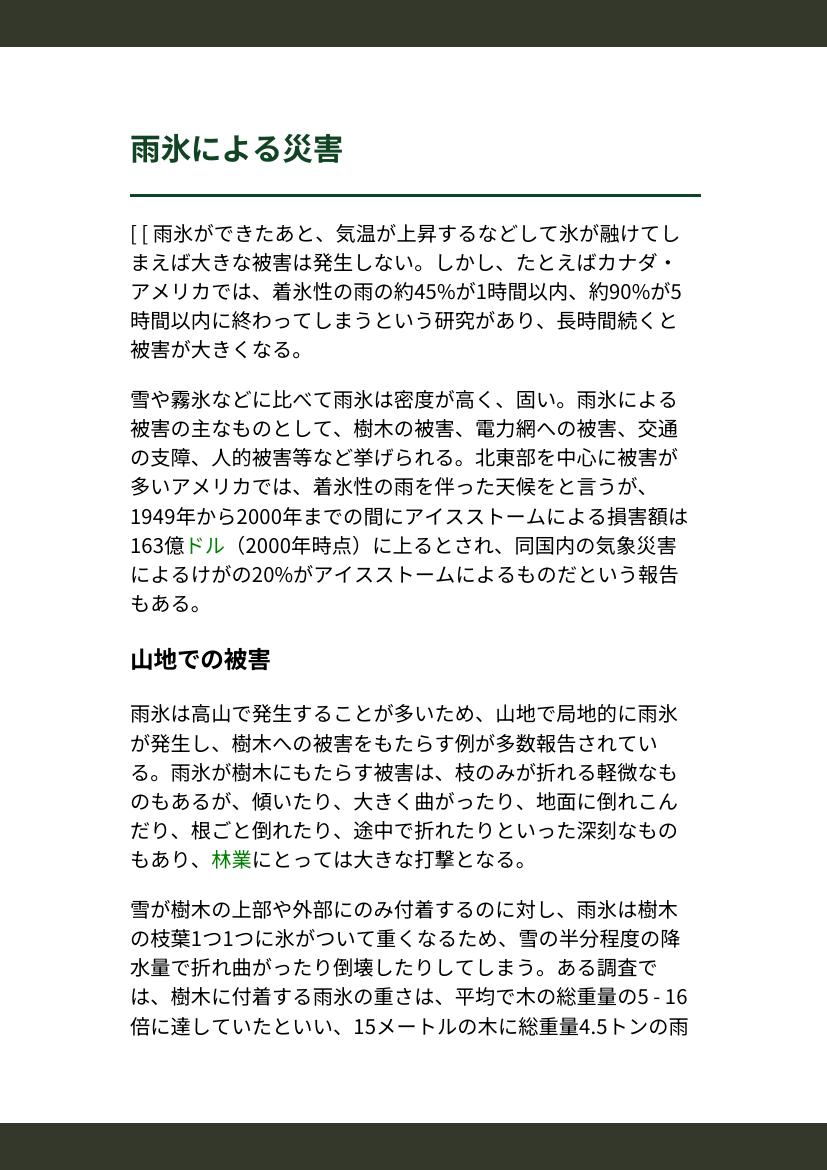 雨氷による災害
[ [ 雨氷ができたあと、気温が上昇するなどして氷が融けてし
まえば大きな被害は発生しない。しかし、たとえばカナダ・
アメリカでは、着氷性の雨の約45%が1時間以内、約90%が5
時間以内に終わってしまうという研究があり、長時間続くと
被害が大きくなる。
雪や霧氷などに比べて雨氷は密度が高く、固い。雨氷による
被害の主なものとして、樹木の被害、電力網への被害、交通
の支障、人的被害等など挙げられる。北東部を中心に被害が
多いアメリカでは、着氷性の雨を伴った天候をと言うが、
1949年から2000年までの間にアイスストームによる損害額は
163億ドル（2000年時点）に上るとされ、同国内の気象災害
によるけがの20%がアイスストームによるものだという報告
もある。
山地での被害
雨氷は高山で発生することが多いため、山地で局地的に雨氷
が発生し、樹木への被害をもたらす例が多数報告されてい
る。雨氷が樹木にもたらす被害は、枝のみが折れる軽微なも
のもあるが、傾いたり、大きく曲がったり、地面に倒れこん
だり、根ごと倒れたり、途中で折れたりといった深刻なもの
もあり、林業にとっては大きな打撃となる。
雪が樹木の上部や外部にのみ付着するのに対し、雨氷は樹木
の枝葉1つ1つに氷がついて重くなるため、雪の半分程度の降
水量で折れ曲がったり倒壊したりしてしまう。ある調査で
は、樹木に付着する雨氷の重さは、平均で木の総重量の5 - 16
倍に達していたといい、15メートルの木に総重量4.5トンの雨